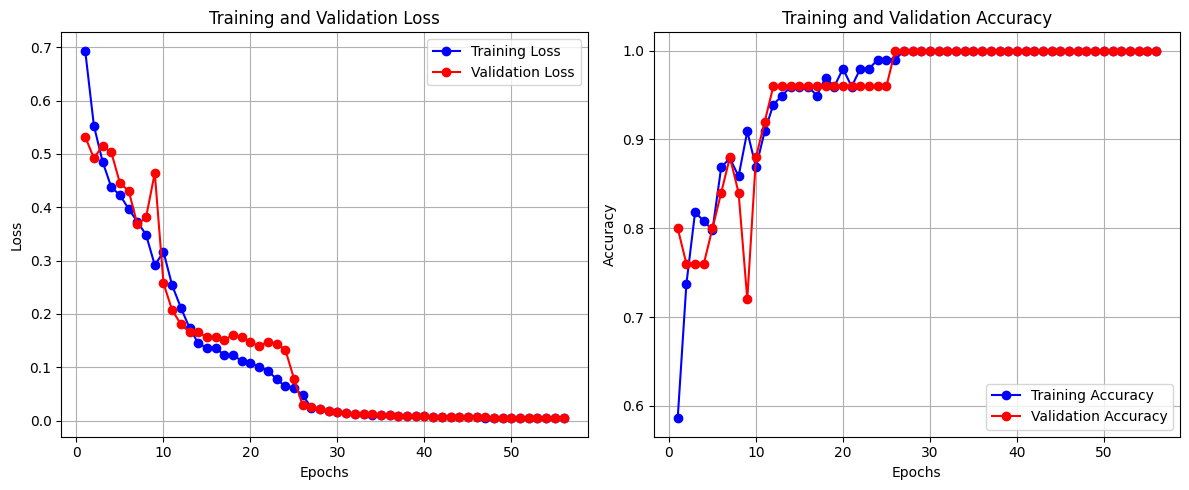 Training and Validation Loss
Training Loss
Validation Loss
0.7
0.6
0.5
0.4
0.3
0.2
0.1
0.0
Loss
0
10
20
30
40
50
Epochs
Training and Validation Accuracy
1.0
0.9
0.8
0.7
0.6
Accuracy
Training Accuracy
Validation Accuracy
0
10
20
30
40
50
Epochs